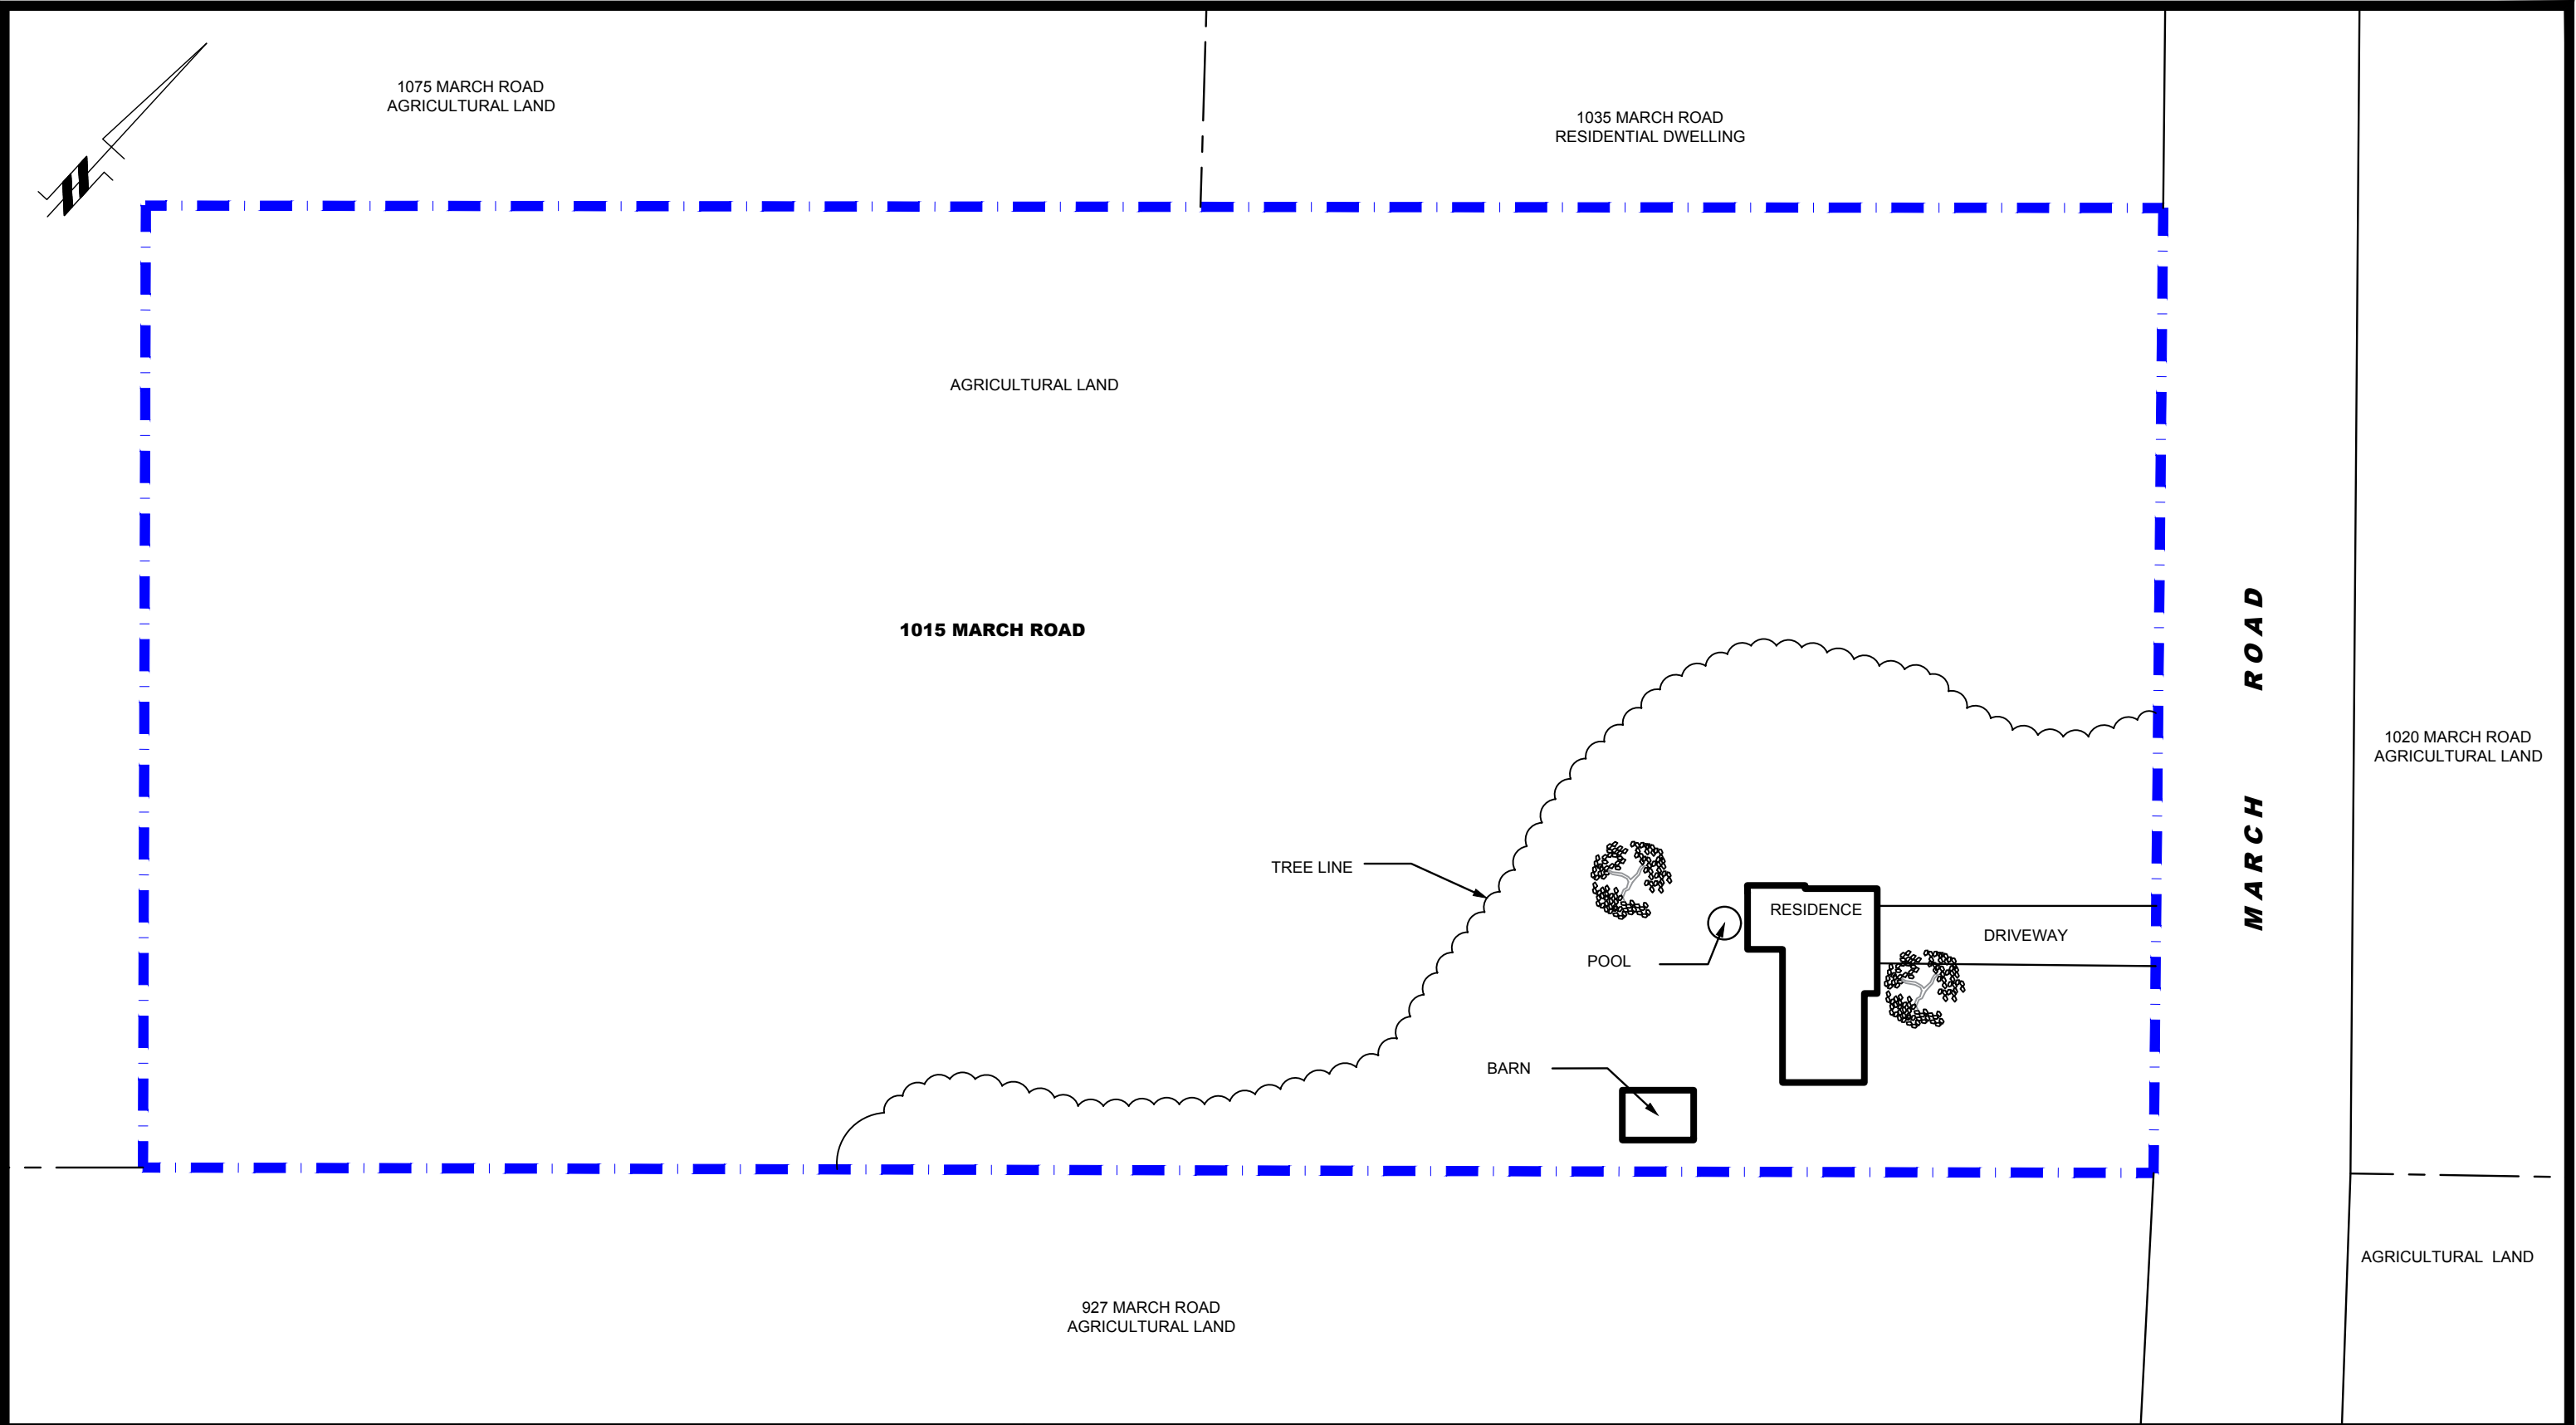 1075 MARCH ROAD
AGRICULTURAL LAND
1035 MARCH ROAD
RESIDENTIAL DWELLING
AGRICULTURAL LAND
1015 MARCH ROAD
MARCH ROAD
1020 MARCH ROAD
AGRICULTURAL LAND
TREE LINE
RESIDENCE
DRIVEWAY
POOL
BARN
AGRICULTURAL LAND
927 MARCH ROAD
AGRICULTURAL LAND